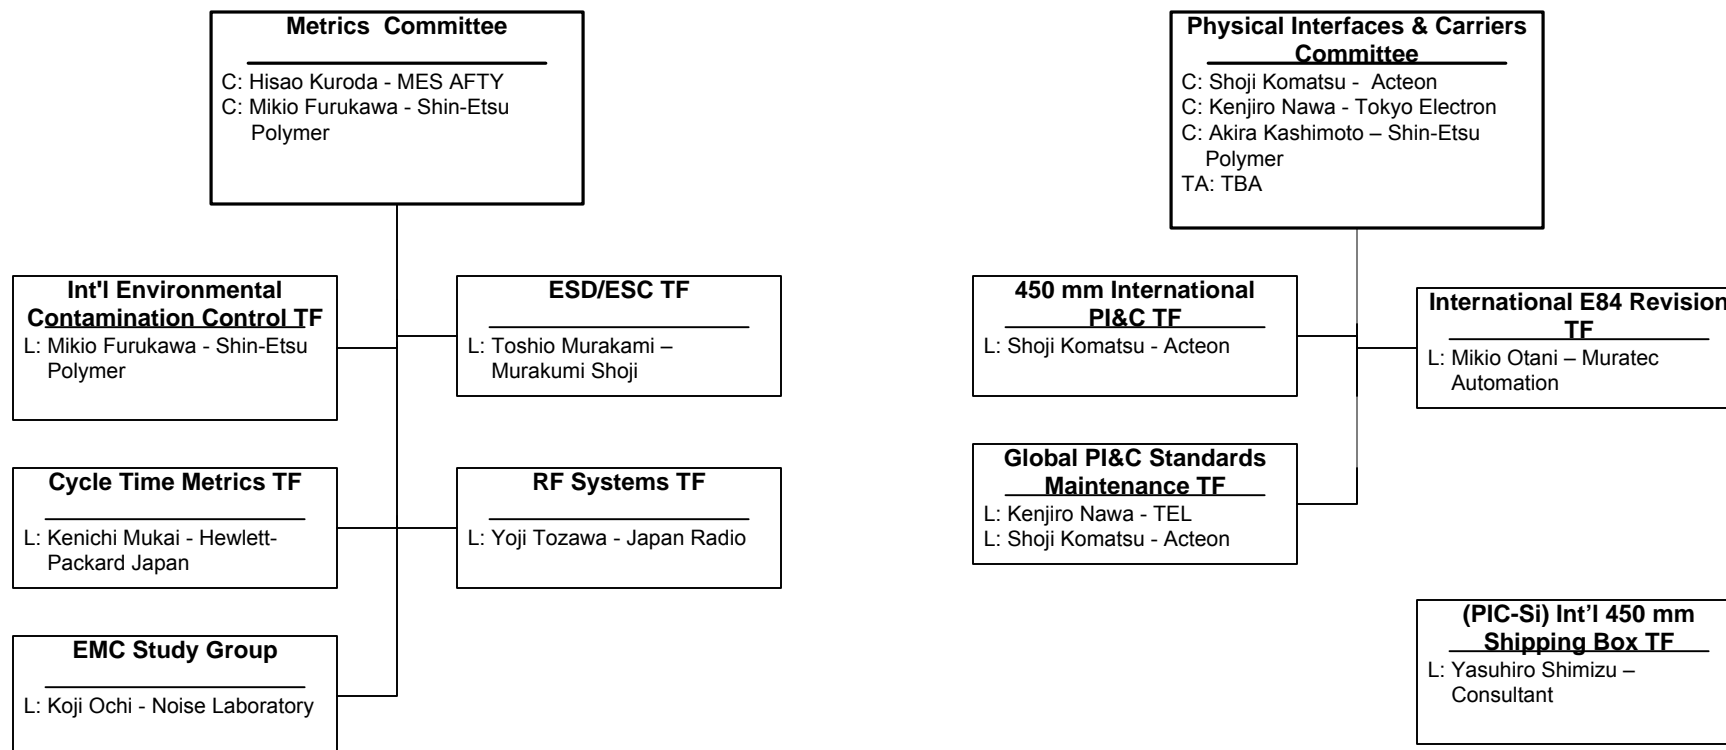 Metrics  Committee
C: Hisao Kuroda - MES AFTY
C: Mikio Furukawa - Shin-Etsu
Polymer
Int'l Environmental
Contamination Control TF
L: Mikio Furukawa - Shin-Etsu
Polymer
ESD/ESC TF
L: Toshio Murakami –
Murakumi Shoji
Cycle Time Metrics TF
L: Kenichi Mukai - Hewlett-
Packard Japan
RF Systems TF
L: Yoji Tozawa - Japan Radio
EMC Study Group
L: Koji Ochi - Noise Laboratory
Physical Interfaces & Carriers
Committee
C: Shoji Komatsu -  Acteon
C: Kenjiro Nawa - Tokyo Electron
C: Akira Kashimoto – Shin-Etsu
Polymer
TA: TBA
450 mm International
PI&C TF
L: Shoji Komatsu - Acteon
International E84 Revision
TF
L: Mikio Otani – Muratec
Automation
Global PI&C Standards
Maintenance TF
L: Kenjiro Nawa - TEL
L: Shoji Komatsu - Acteon
(PIC-Si) Int’l 450 mm
Shipping Box TF
L: Yasuhiro Shimizu –
Consultant